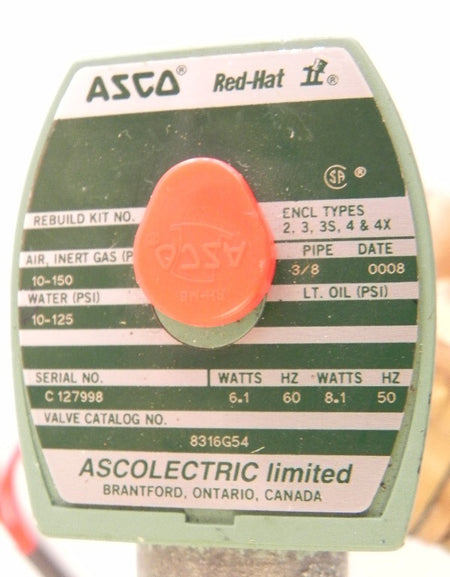 ASCO® Red-Hat II®
SA ®
REBUILD KIT NO. ENCL TYPES
2, 3, 3S, 4 & 4X
AIR, INERT GAS (P PIPE DATE
10-150 3/8 0008
WATER (PSI) LT. OIL (PSI)
10-125
SERIAL NO. WATTS HZ WATTS HZ
C 127998 6.1 60 8.1 50
VALVE CATALOG NO.
8316G54
ASCOLECTRIC limited
BRANTFORD, ONTARIO, CANADA
ASCO